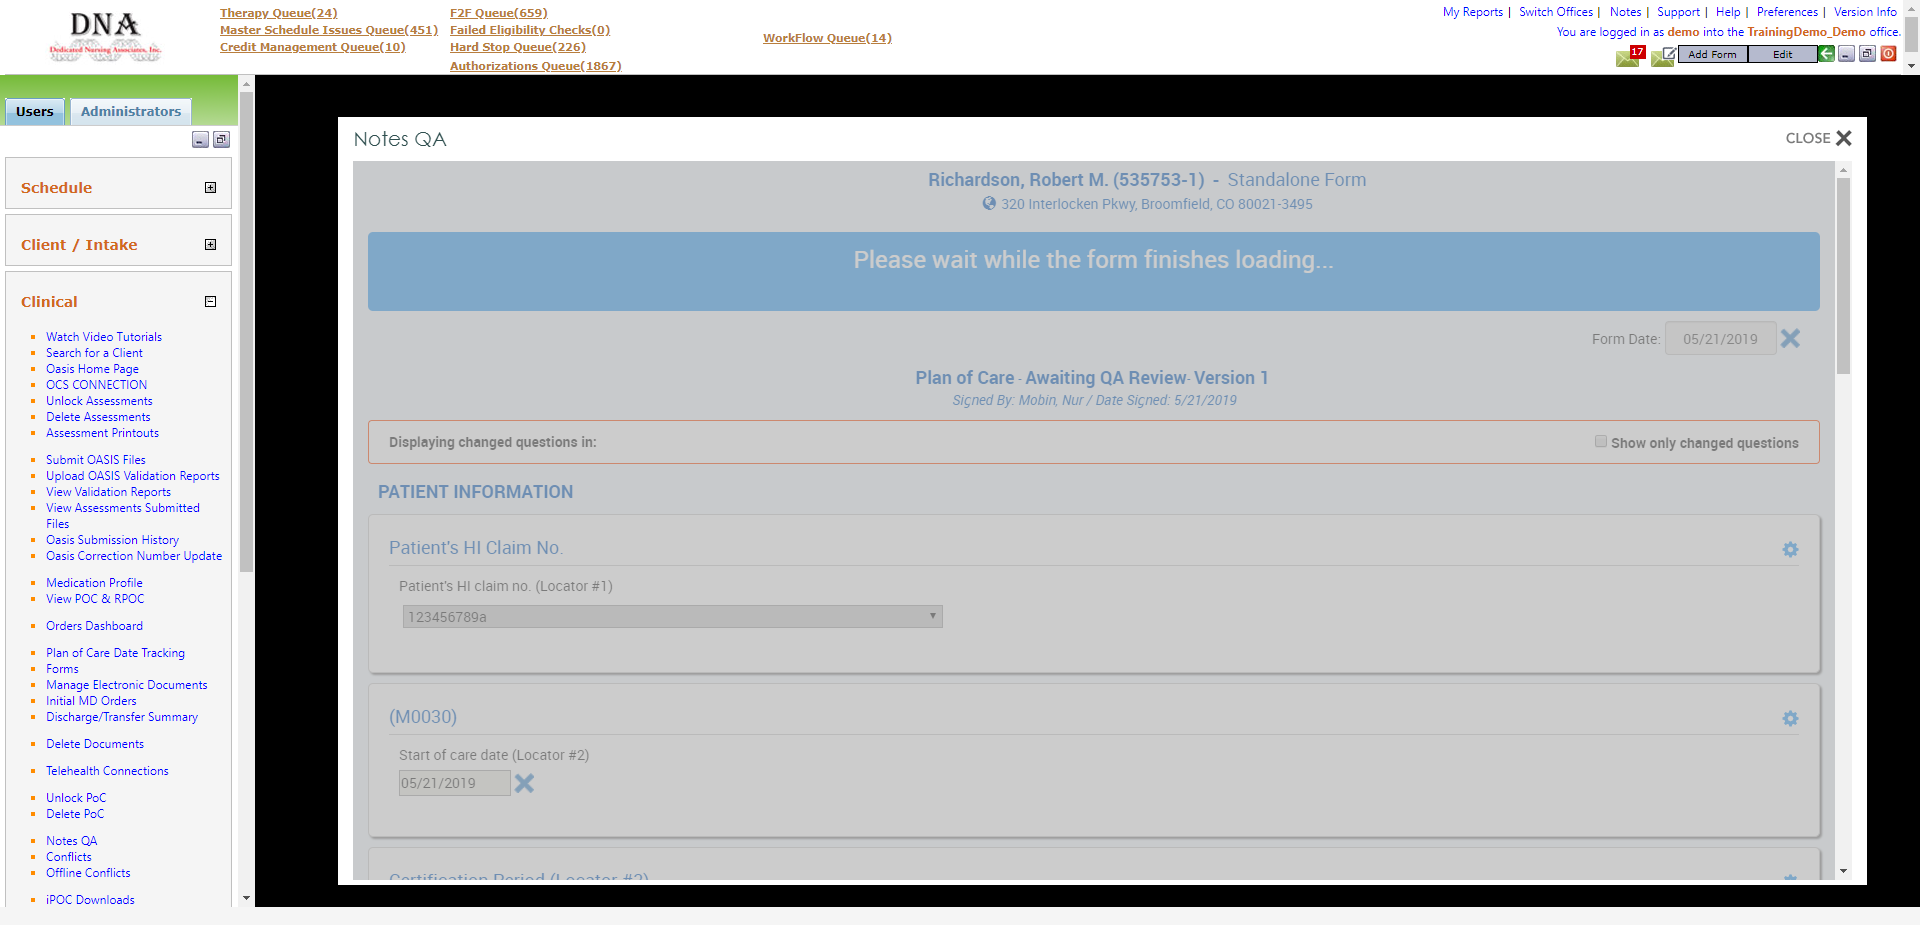 DNA
Dedicated Nursing Associates, Inc.
Therapy Queue(24)
Master Schedule Issues Queue(451)
Credit Management Queue(10)
F2F Queue(659)
Failed Eligibility Checks(0)
Hard Stop Queue(226)
Authorizations Queue(1867)
WorkFlow Queue(14)
My Reports | Switch Offices | Notes | Support | Help | Preferences | Version Info
You are logged in as demo into the TrainingDemo_Demo office.
17
Add Form
Edit
Users
Administrators
Schedule
Client / Intake
Clinical
Watch Video Tutorials
Search for a Client
Oasis Home Page
OCS CONNECTION
Unlock Assessments
Delete Assessments
Assessment Printouts
Submit OASIS Files
Upload OASIS Validation Reports
View Validation Reports
View Assessments Submitted
Files
Oasis Submission History
Oasis Correction Number Update
Medication Profile
View POC & RPOC
Orders Dashboard
Plan of Care Date Tracking
Forms
Manage Electronic Documents
Initial MD Orders
Discharge/Transfer Summary
Delete Documents
Telehealth Connections
Unlock PoC
Delete PoC
Notes QA
Conflicts
Offline Conflicts
iPOC Downloads
Notes QA
CLOSE
Richardson, Robert M. (535753-1) - Standalone Form
320 Interlocken Pkwy, Broomfield, CO 80021-3495
Please wait while the form finishes loading...
Form Date: 05/21/2019
Plan of Care - Awaiting QA Review- Version 1
Signed By: Mobin, Nur / Date Signed: 5/21/2019
Displaying changed questions in:
Show only changed questions
PATIENT INFORMATION
Patient's HI Claim No.
Patient's HI claim no. (Locator #1)
123456789a
(M0030)
Start of care date (Locator #2)
05/21/2019
Certification Period (Locator #3)